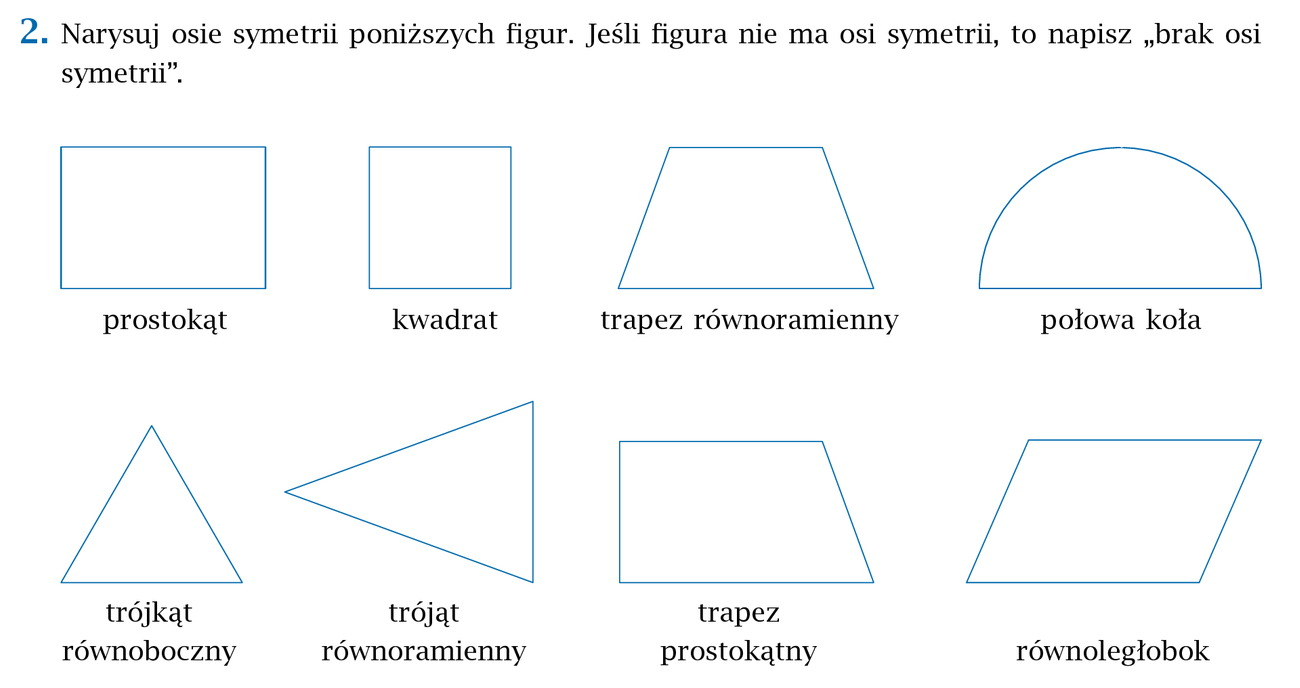 2. Narysuj osie symetrii poniższych figur. Jeśli figura nie ma osi symetrii, to napisz „brak osi
symetrii”.
prostokąt
kwadrat
trapez równoramienny
połowa koła
trójkąt
równoboczny
trójąt
równoramienny
trapez
prostokątny
równoległobok